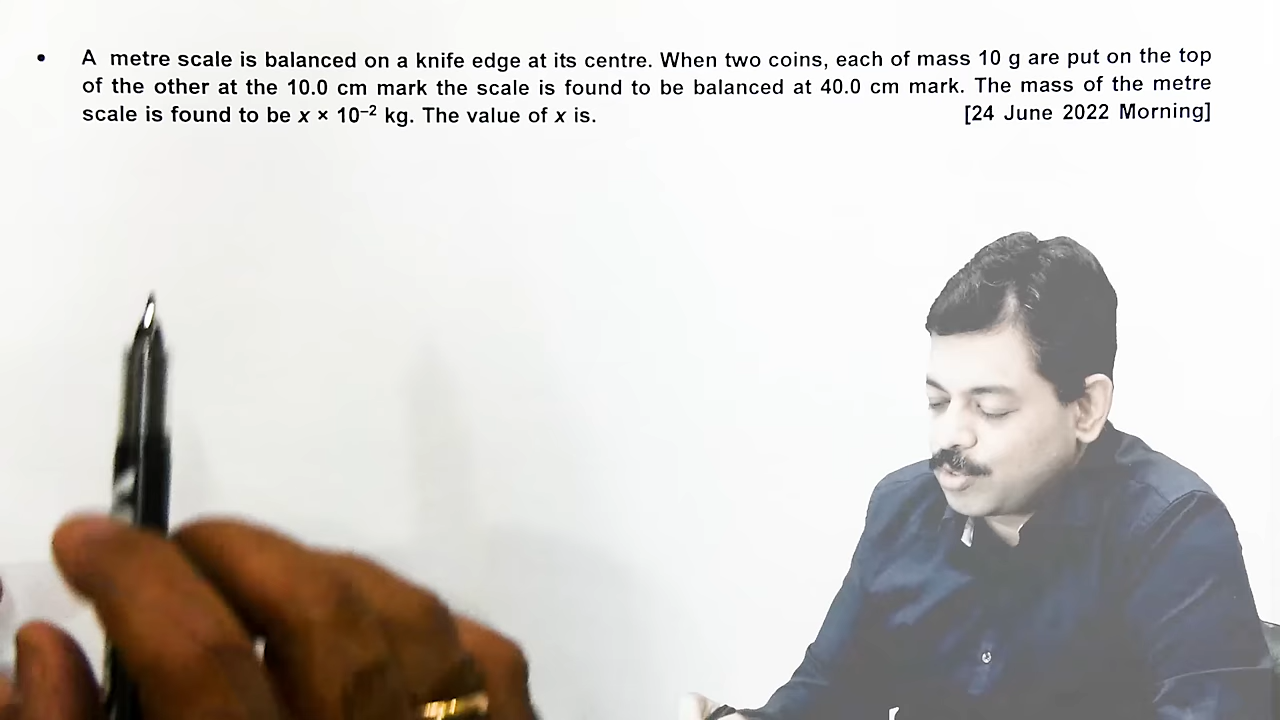 • A metre scale is balanced on a knife edge at its centre. When two coins, each of mass 10 g are put on the top
of the other at the 10.0 cm mark the scale is found to be balanced at 40.0 cm mark. The mass of the metre
scale is found to be x × 10⁻² kg. The value of x is. [24 June 2022 Morning]